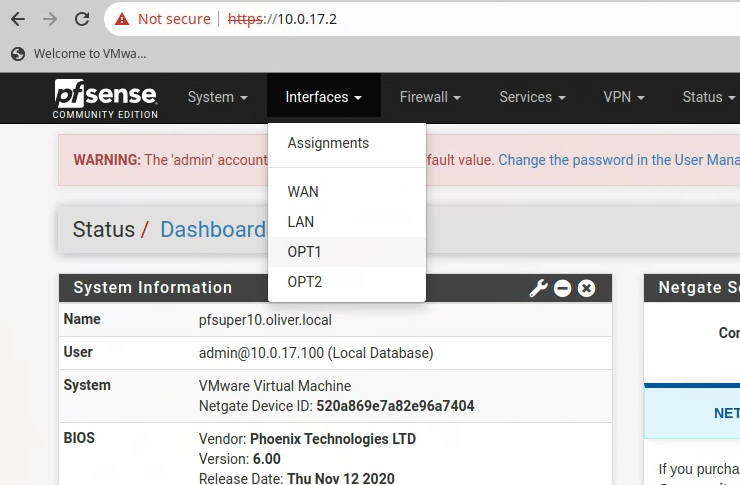 Not secure https://10.0.17.2
Welcome to VMwa...
pfsense
COMMUNITY EDITION
System Interfaces Firewall Services VPN Status
Assignments
WAN
LAN
OPT1
OPT2
WARNING: The 'admin' account fault value. Change the password in the User Mana
Status / Dashboard
System Information
Name pfsuper10.oliver.local
User admin@10.0.17.100 (Local Database)
System VMware Virtual Machine
Netgate Device ID: 520a869e7a82e96a7404
BIOS Vendor: Phoenix Technologies LTD
Version: 6.00
Release Date: Thu Nov 12 2020
Netgate S
Con
NET
If you purcha